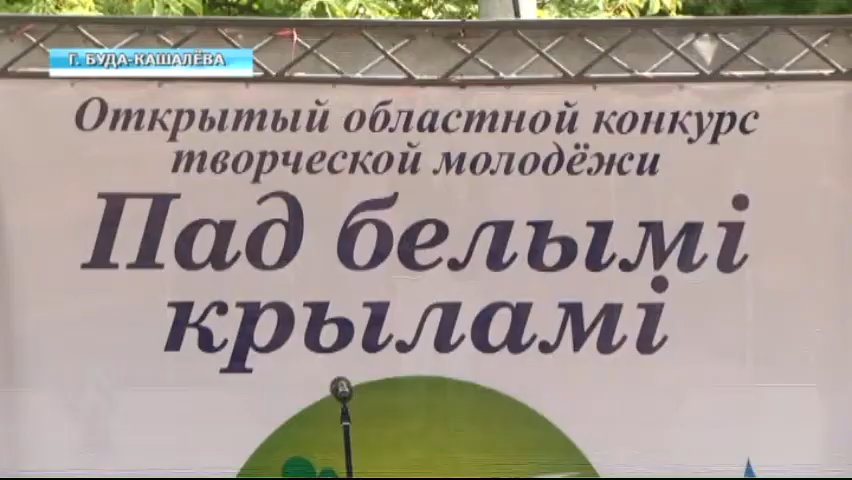 Г. БУДА-КАШАЛЁВА
Открытый областной конкурс
творческой молодёжи
Пад белымі
крыламі